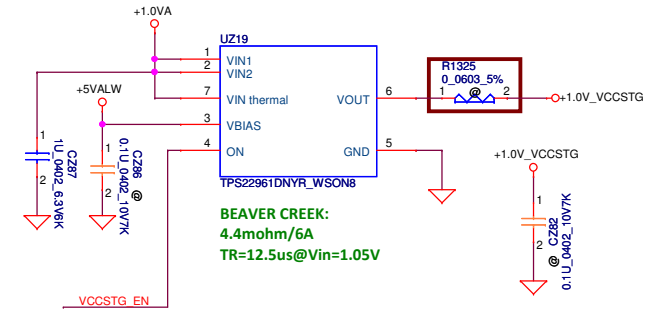 +1.0VA
UZ19
1
VIN1
2
VIN2
7
VIN thermal
VOUT
6
3
VBIAS
4
ON
GND
5
TPS22961DNYR_WSON8
+5VALW
1
2
CZ87
1U_0402_6.3V6K
1
2
CZ86
@
0.1U_0402_10V7K
R1325
0_0603_5%
1
@
2
+1.0V_VCCSTG
+1.0V_VCCSTG
1
2
CZ82
@
0.1U_0402_10V7K
BEAVER CREEK:
4.4mohm/6A
TR=12.5us@Vin=1.05V
VCCSTG_EN